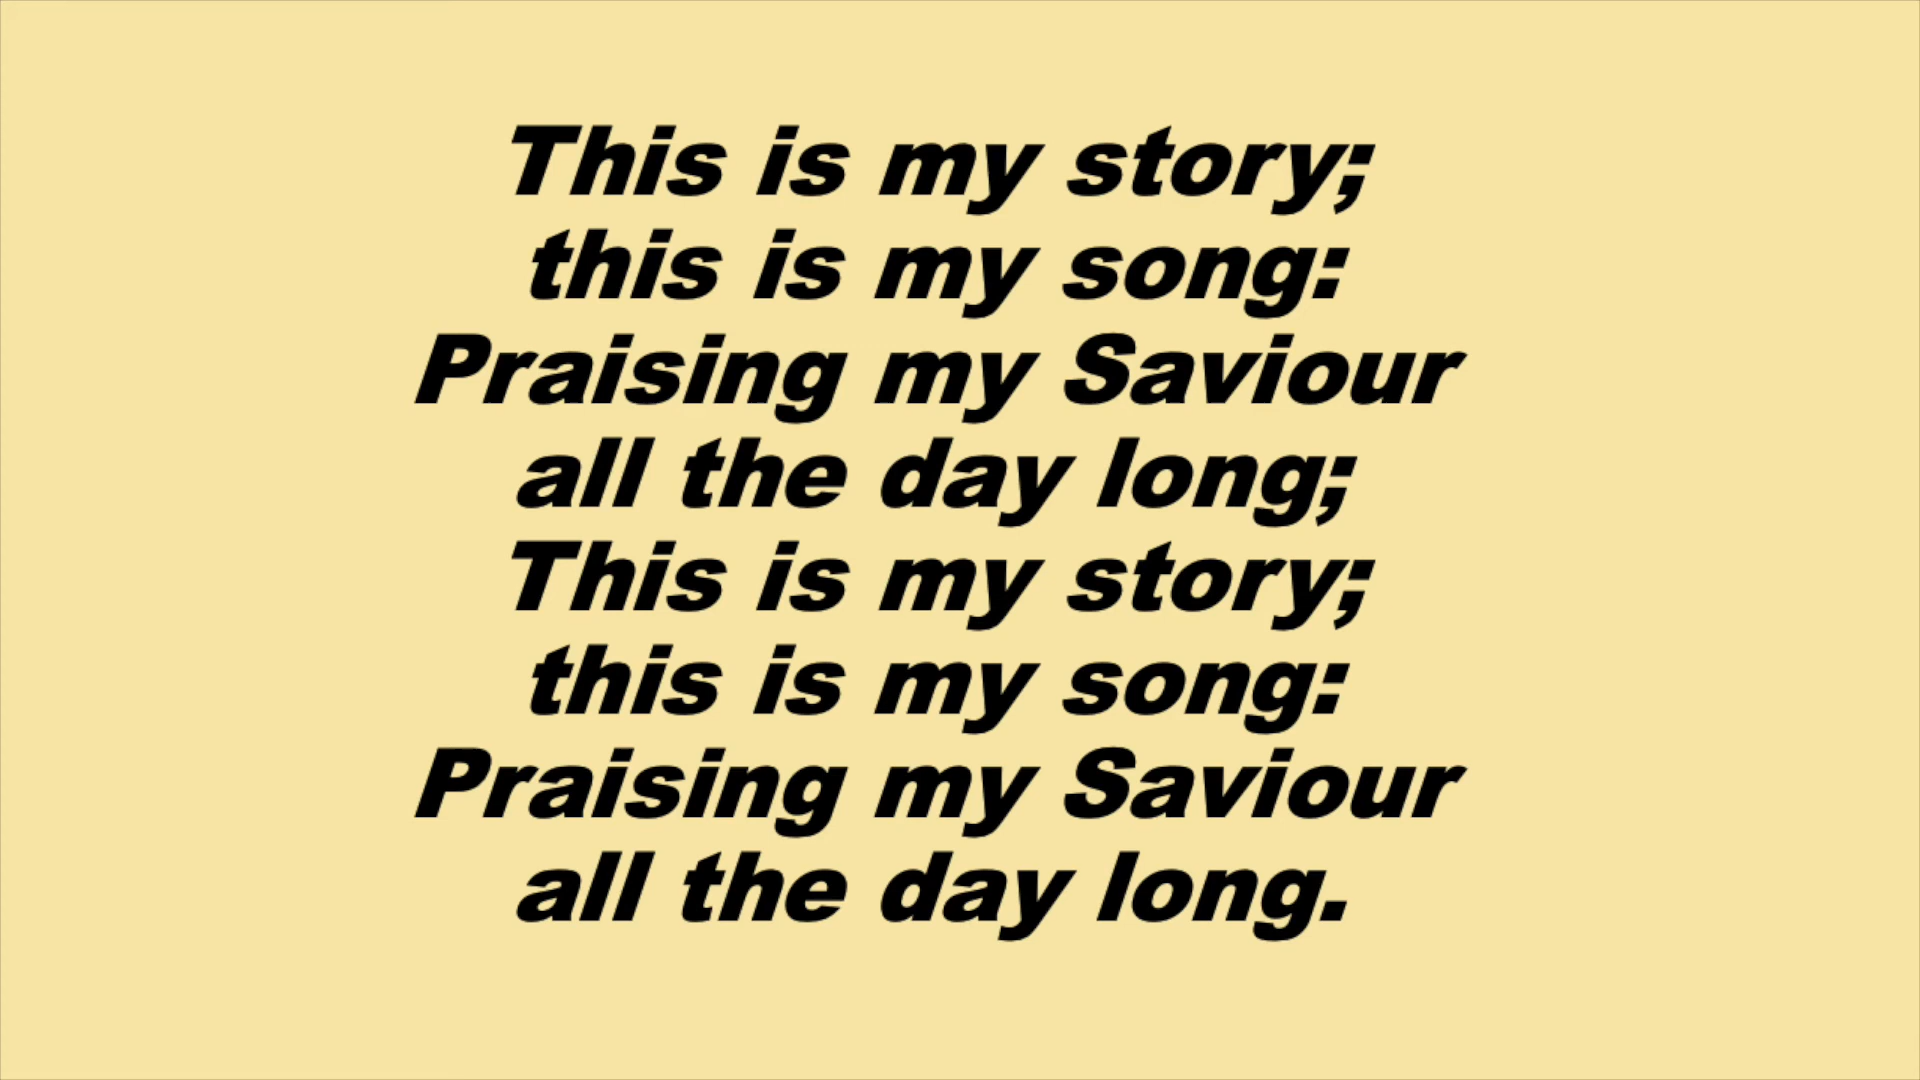 This is my story;
this is my song:
Praising my Saviour
all the day long;
This is my story;
this is my song:
Praising my Saviour
all the day long.